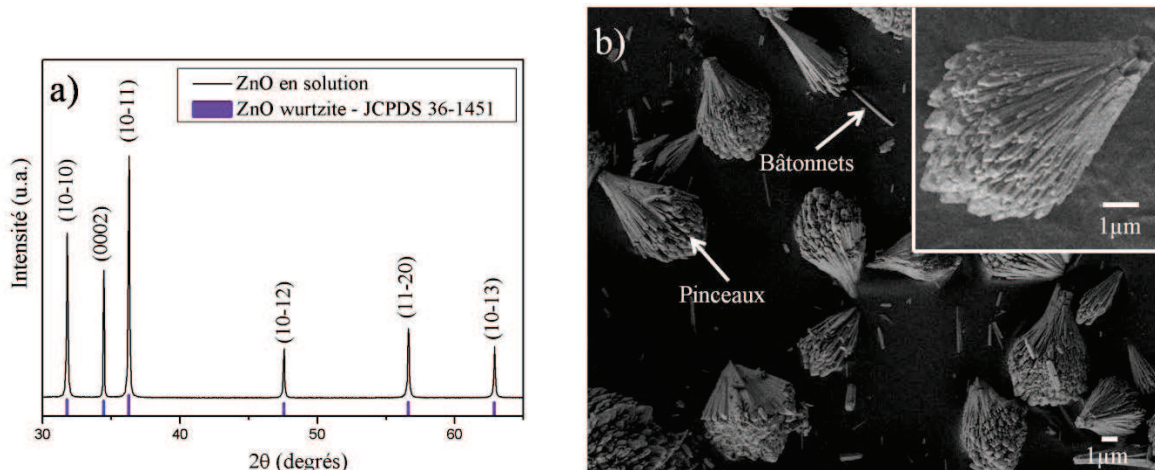 a)
ZnO en solution
ZnO wurtzite - JCPDS 36-1451
Intensité (u.a.)
(10-10)
(0002)
(10-11)
(10-12)
(11-20)
(10-13)
30
40
50
60
2θ (degrés)
b)
Bâtonnets
Pinceaux
1µm
1µm